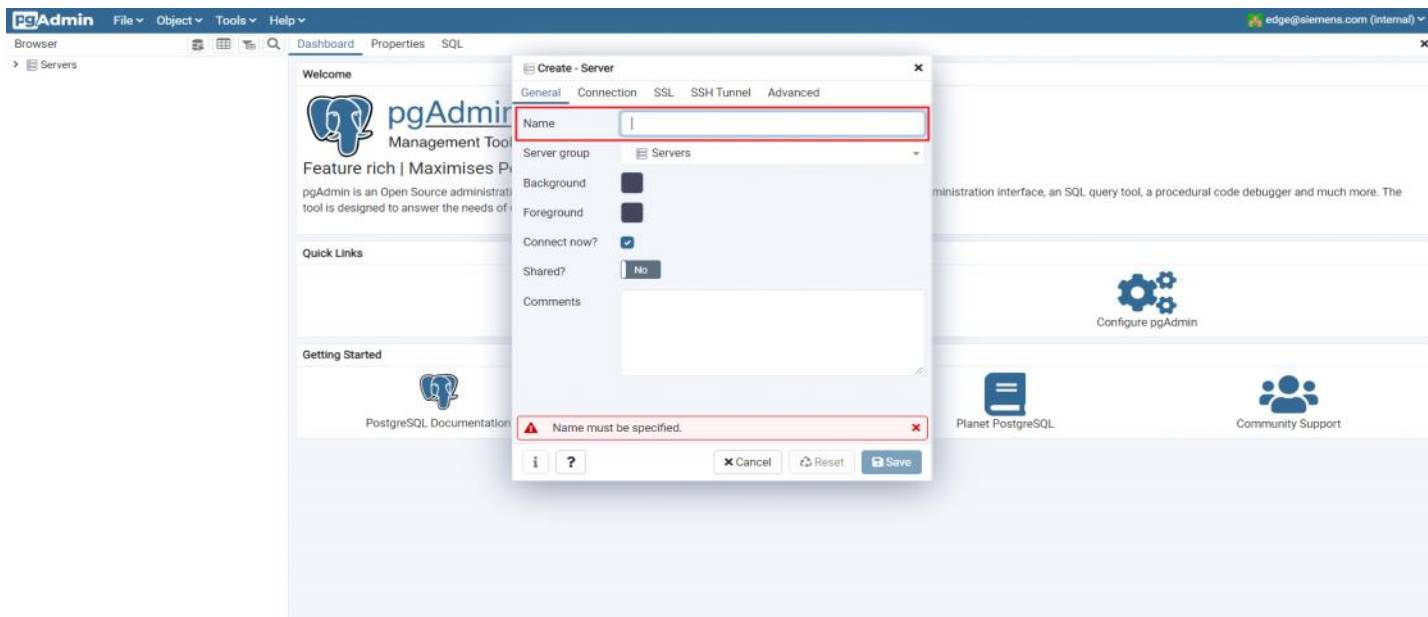 pgAdmin File Object Tools Help edge@siemens.com (internal)
Browser Dashboard Properties SQL
Servers
Welcome
pgAdmin
Management Tool
Feature rich | Maximises
pgAdmin is an Open Source
ministration interface, an SQL query tool, a procedural code debugger and much more. The
tool is designed to answer the needs of
Quick Links
Configure pgAdmin
Getting Started
PostgreSQL Documentation
Planet PostgreSQL
Community Support
Create - Server
General Connection SSL SSH Tunnel Advanced
Name
Server group Servers
Background
Foreground
Connect now?
Shared? No
Comments
Name must be specified.
i ? Cancel Reset Save